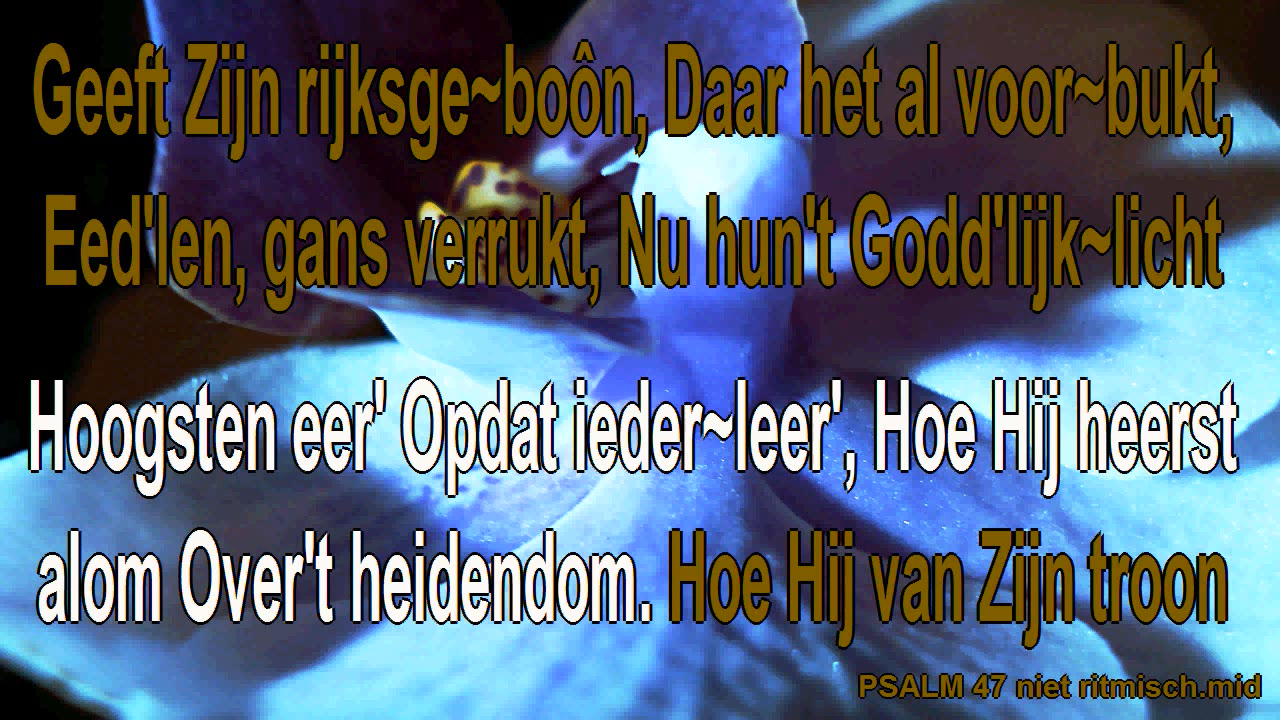 Geeft Zijn rijksge~boôn, Daar het al voor~bukt,
Eed'len, gans verrukt, Nu hun't Godd'lijk~licht
Hoogsten eer' Opdat ieder~leer', Hoe Hij heerst
alom Over't heidendom. Hoe Hij van Zijn troon
PSALM 47 niet ritmisch.mid